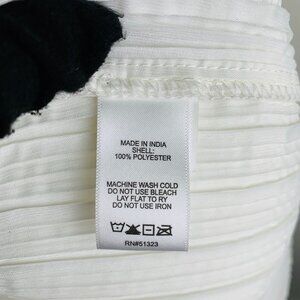 MADE IN INDIA
SHELL:
100% POLYESTER
MACHINE WASH COLD
DO NOT USE BLEACH
LAY FLAT TO RY
DO NOT USE IRON
RN#51323